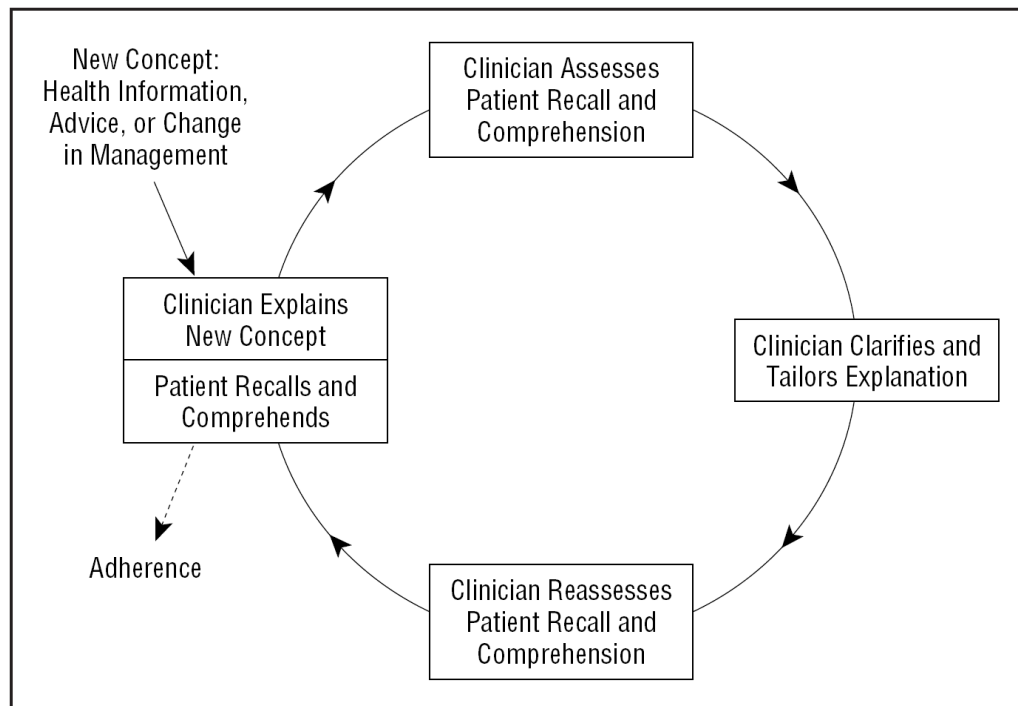 New Concept:
Health Information,
Advice, or Change
in Management
Clinician Assesses
Patient Recall and
Comprehension
Clinician Explains
New Concept
Patient Recalls and
Comprehends
Clinician Clarifies and
Tailors Explanation
Adherence
Clinician Reassesses
Patient Recall and
Comprehension